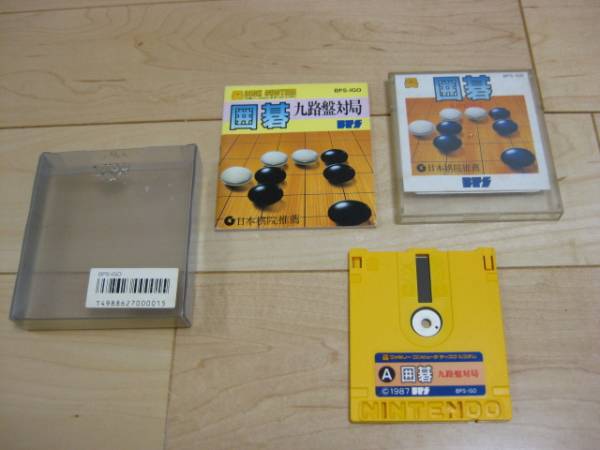 DISK SYSTEM
BPS-IGO
囲碁
九路盤対局
BPS
日本棋院推薦
BPS-IGO
囲碁
日本棋院推薦
BPS
BPS-IGO
T4988627000015
ファミリー コンピュータ ディスク システム
A
囲碁
九路盤対局
©1987
BPS
BPS-IGO
NINTENDO